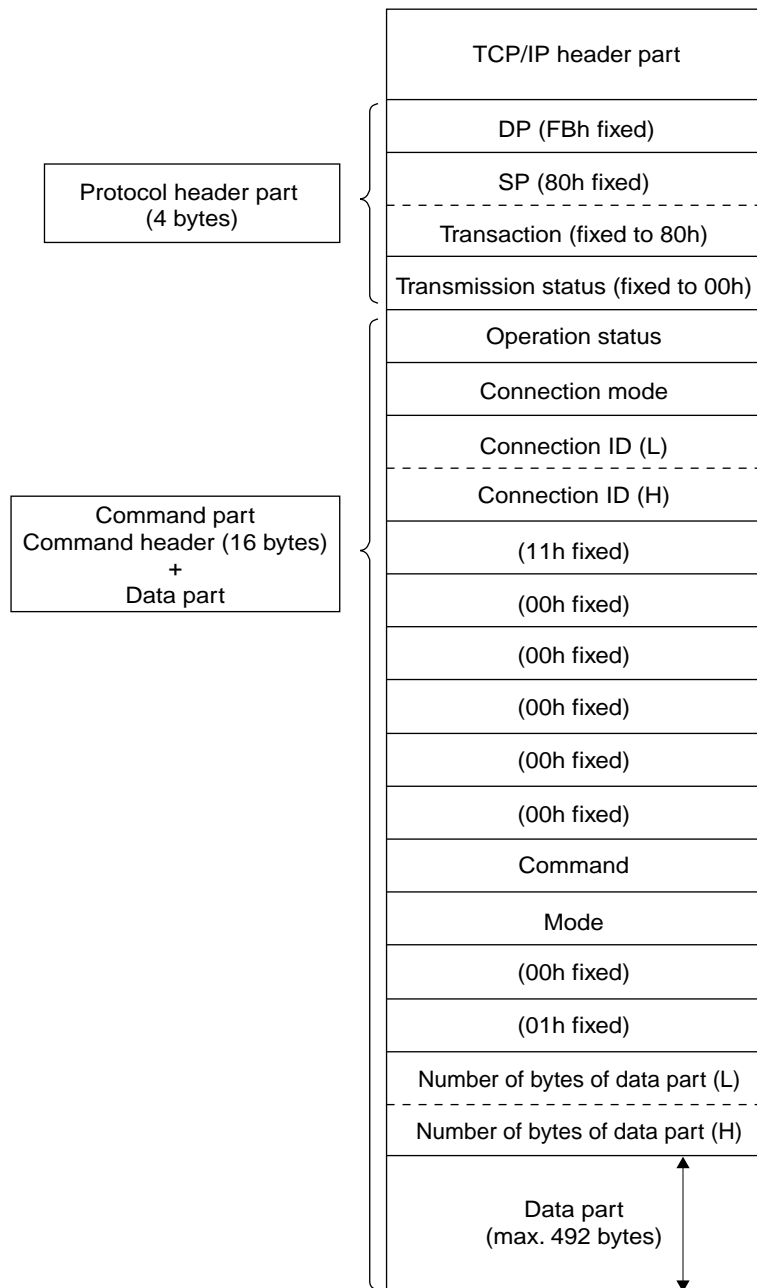 TCP/IP header part
DP (FBh fixed)
SP (80h fixed)
Protocol header part
(4 bytes)
Transaction (fixed to 80h)
Transmission status (fixed to 00h)
Operation status
Connection mode
Connection ID (L)
Connection ID (H)
Command part
Command header (16 bytes)
+
Data part
(11h fixed)
(00h fixed)
(00h fixed)
(00h fixed)
(00h fixed)
(00h fixed)
Command
Mode
(00h fixed)
(01h fixed)
Number of bytes of data part (L)
Number of bytes of data part (H)
Data part
(max. 492 bytes)